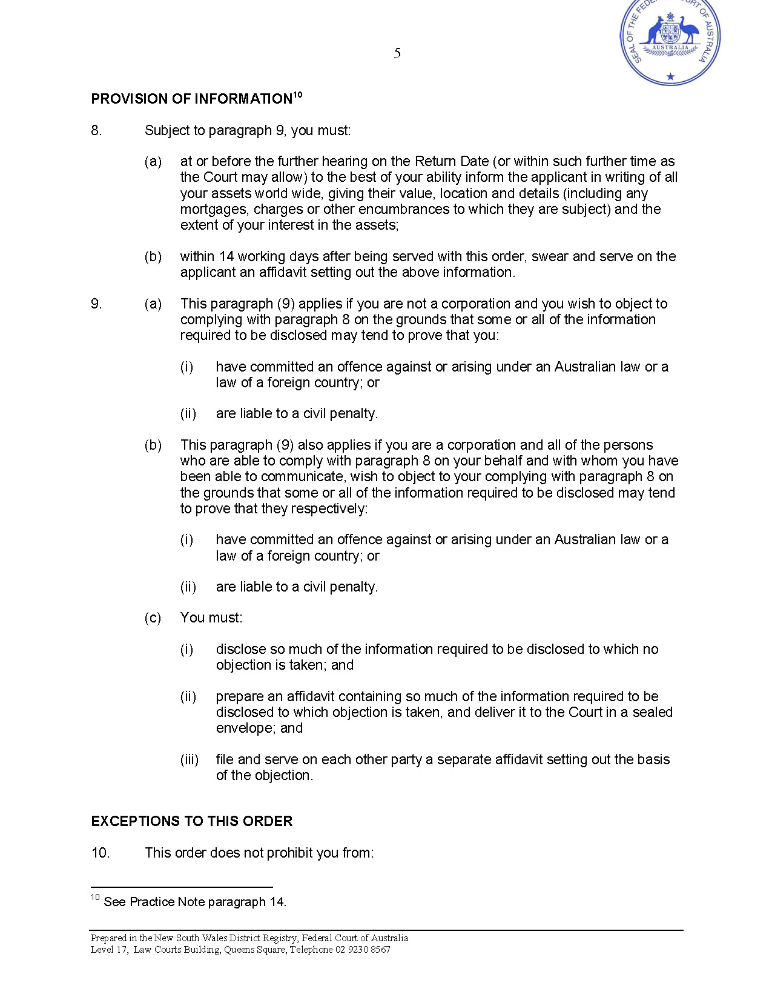 SEAL OF THE FEDERAL COURT OF AUSTRALIA
AUSTRALIA
5
PROVISION OF INFORMATION10
8. Subject to paragraph 9, you must:
(a) at or before the further hearing on the Return Date (or within such further time as
the Court may allow) to the best of your ability inform the applicant in writing of all
your assets world wide, giving their value, location and details (including any
mortgages, charges or other encumbrances to which they are subject) and the
extent of your interest in the assets;
(b) within 14 working days after being served with this order, swear and serve on the
applicant an affidavit setting out the above information.
9. (a) This paragraph (9) applies if you are not a corporation and you wish to object to
complying with paragraph 8 on the grounds that some or all of the information
required to be disclosed may tend to prove that you:
(i) have committed an offence against or arising under an Australian law or a
law of a foreign country; or
(ii) are liable to a civil penalty.
(b) This paragraph (9) also applies if you are a corporation and all of the persons
who are able to comply with paragraph 8 on your behalf and with whom you have
been able to communicate, wish to object to your complying with paragraph 8 on
the grounds that some or all of the information required to be disclosed may tend
to prove that they respectively:
(i) have committed an offence against or arising under an Australian law or a
law of a foreign country; or
(ii) are liable to a civil penalty.
(c) You must:
(i) disclose so much of the information required to be disclosed to which no
objection is taken; and
(ii) prepare an affidavit containing so much of the information required to be
disclosed to which objection is taken, and deliver it to the Court in a sealed
envelope; and
(iii) file and serve on each other party a separate affidavit setting out the basis
of the objection.
EXCEPTIONS TO THIS ORDER
10. This order does not prohibit you from:
10 See Practice Note paragraph 14.
Prepared in the New South Wales District Registry, Federal Court of Australia
Level 17, Law Courts Building, Queens Square, Telephone 02 9230 8567